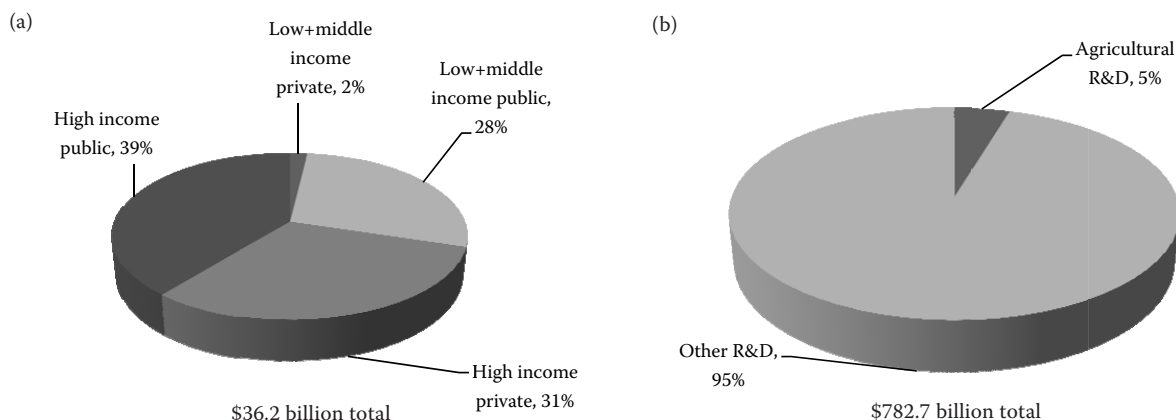 (a)
Low+middle
income
private, 2%
Low+middle
income public,
28%
High income
public, 39%
High income
private, 31%
$36.2 billion total
(b)
Agricultural
R&D, 5%
Other R&D,
95%
$782.7 billion total